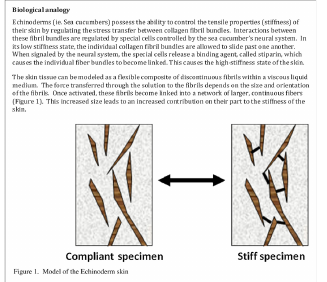 Biological analogy
Echinoderms (ie. Sea cucumbers) possess the ability to control the tensile properties (stiffness) of
their skin by regulating the stress transfer between collagen fibril bundles. Interactions between
these fibril bundles are regulated by special cells controlled by the sea cucumber's neural system. In
its low stiffness state, the individual collagen fibril bundles are allowed to slide past one another.
When signaled by the neural system, the special cells release a binding agent, called stiparin, which
causes the individual fiber bundles to become linked. This causes the high-stiffness state of the skin.
The skin tissue can be modeled as a flexible composite of discontinuous fibrils within a viscous liquid
medium. The force transferred through the solution to the fibrils depends on the size and orientation
of the fibrils. Once activated, these fibrils become linked into a network of larger, continuous fibers
(Figure 1). This increased size leads to an increased contribution on their part to the stiffness of the
skin.
Compliant specimen
Stiff specimen
Figure 1. Model of the Echinoderm skin